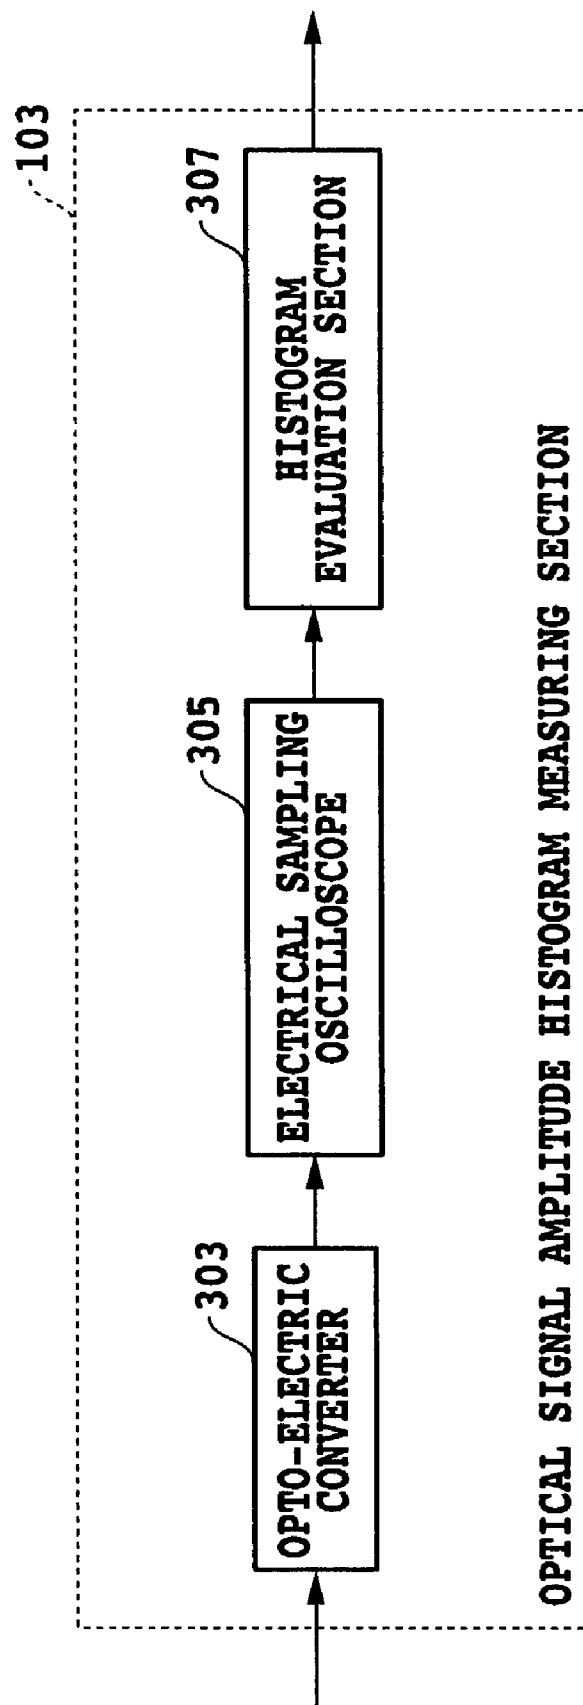 103
303
OPTO-ELECTRIC
CONVERTER
305
ELECTRICAL SAMPLING
OSCILLOSCOPE
307
HISTOGRAM
EVALUATION SECTION
OPTICAL SIGNAL AMPLITUDE HISTOGRAM MEASURING SECTION